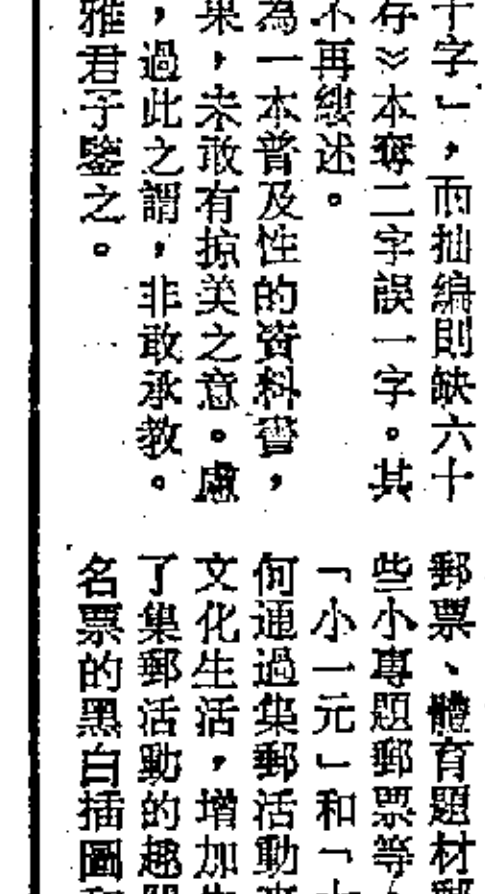 十字」，而拙編則缺六十
存》本奪二字誤一字。其
不再縷述。
為一本普及性的資料書，
果，未敢有掠美之意。慮
，過此之謂，非敢承教。
雅君子鑒之。
郵票、體育題材郵
些小專題郵票等
「小一元」和「
何通過集郵活動
文化生活，增加
了集郵活動的趣
名票的黑白插圖